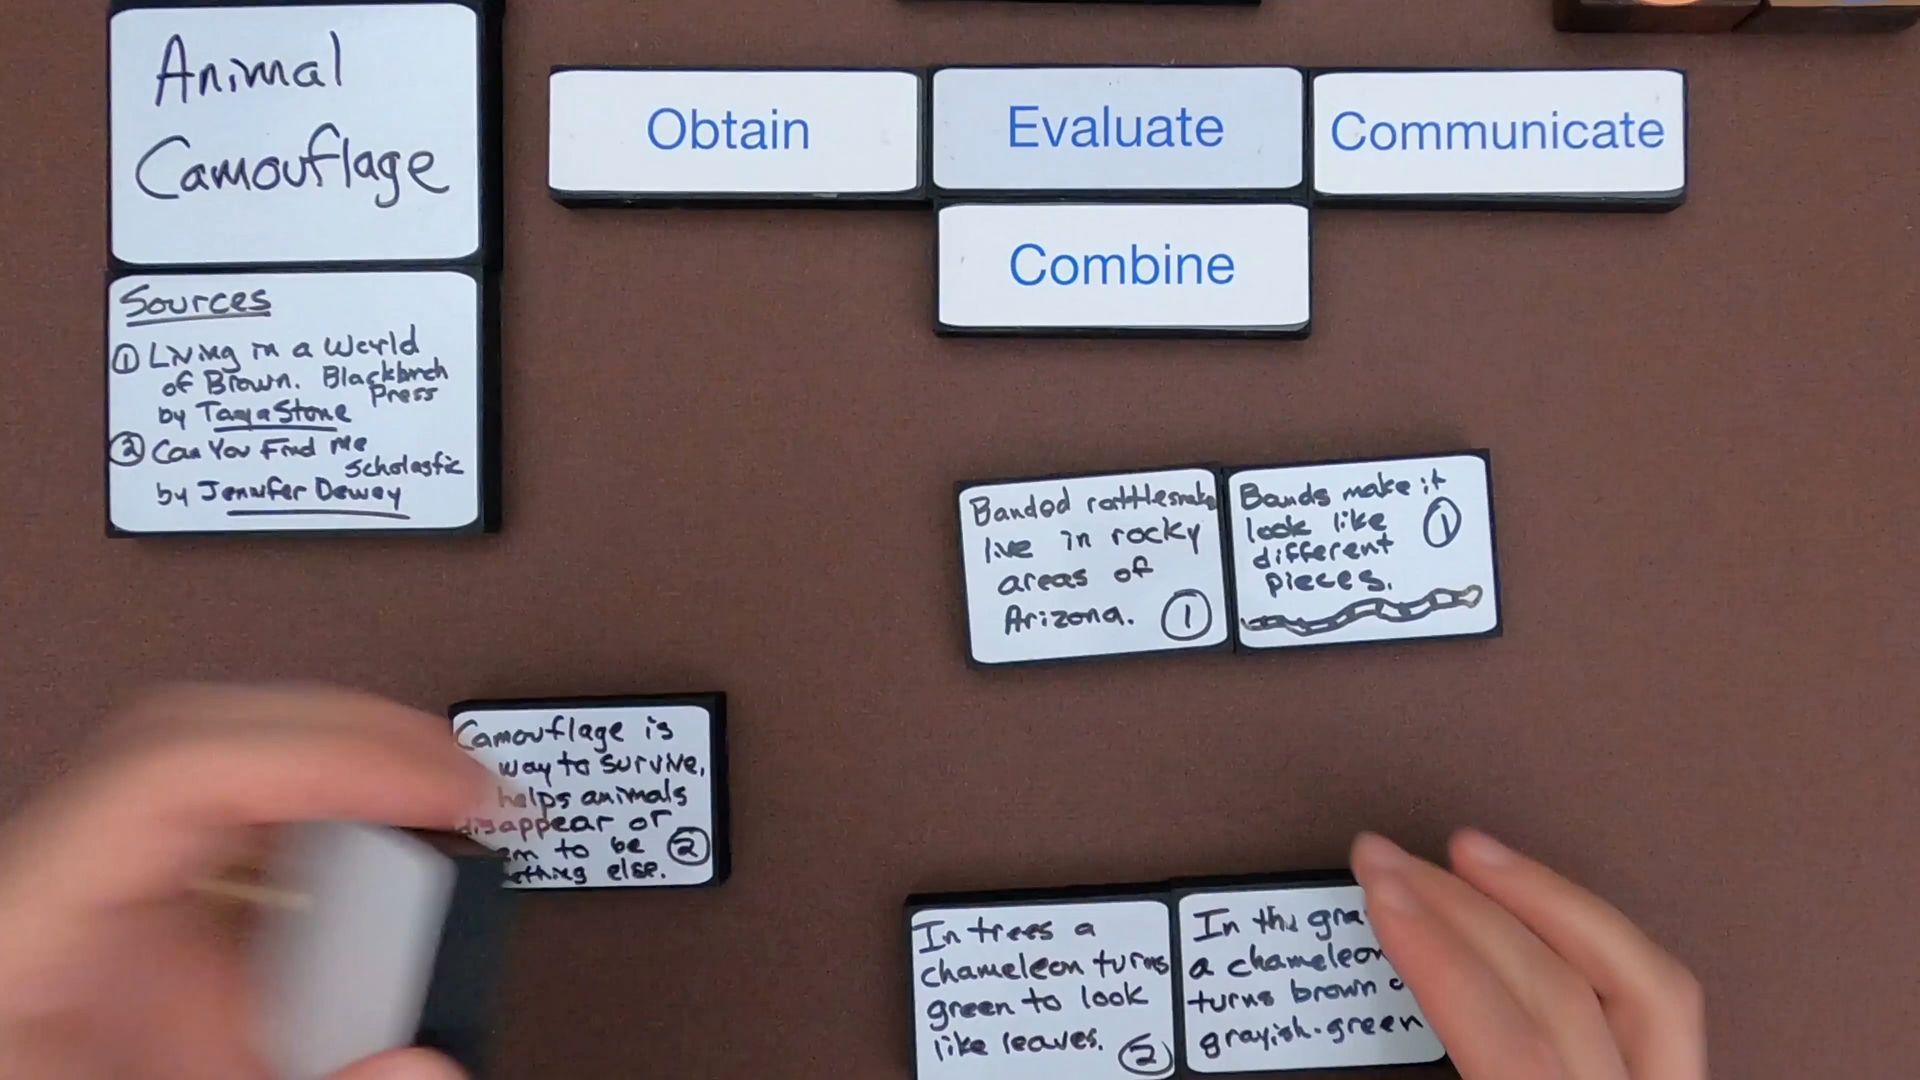 Animal
Camouflage
Obtain
Evaluate
Communicate
Combine
Sources
① Living in a World
of Brown. Blackbirch
Press
by Tanya Stone
② Can You Find Me
Scholastic
by Jennifer Dewey
Banded rattlesnake
live in rocky
areas of
Arizona. ①
Bands make it
look like ①
different
pieces.
Camouflage is
way to survive,
helps animals
disappear or
to be ②
else.
In trees a
chameleon turns
green to look
like leaves. ②
In the
a chameleon
turns brown
grayish-green